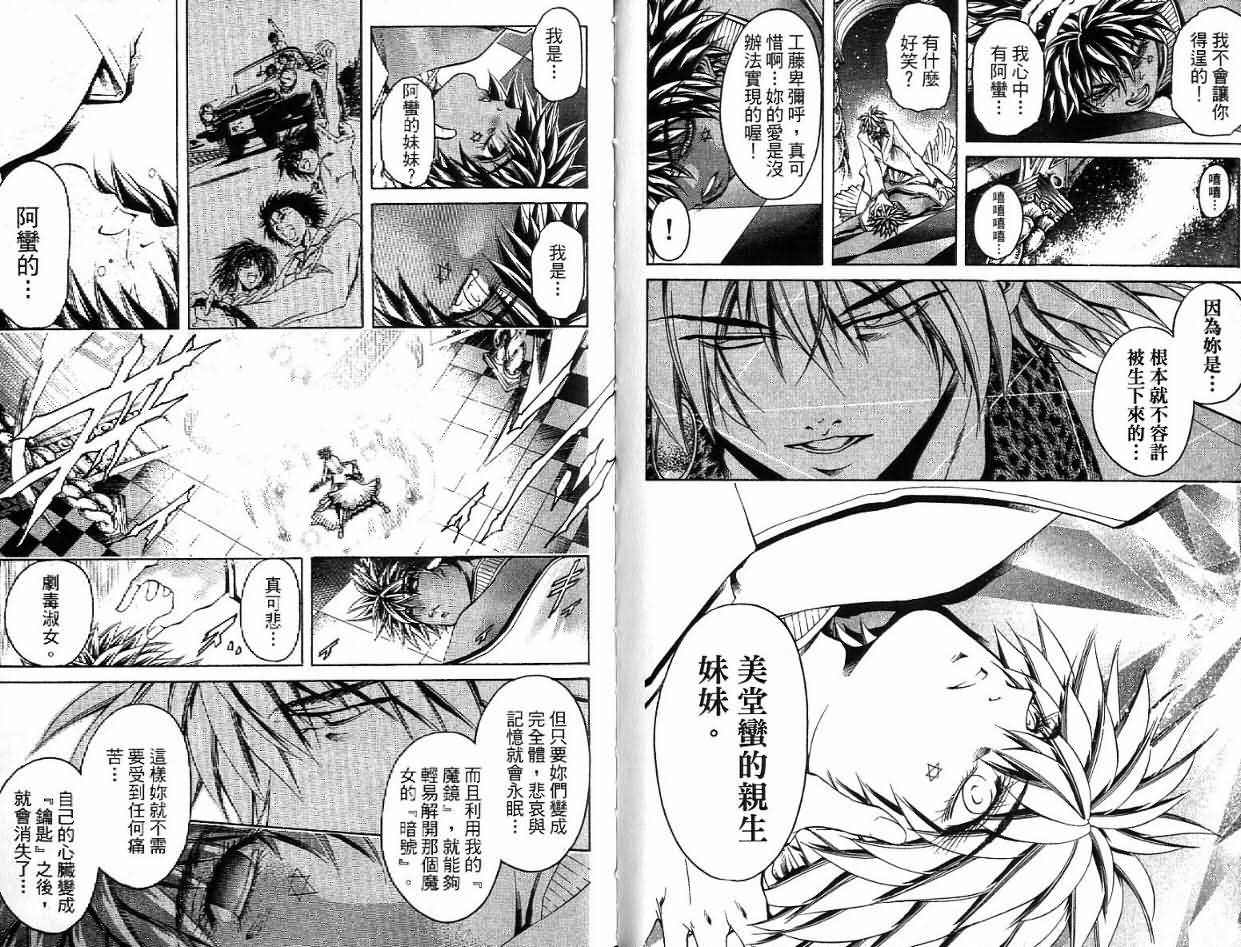 我不會讓你
得逞的！
我心中⋯
有阿蠻⋯
嘻嘻⋯
嘻嘻嘻嘻⋯
有什麼
好笑？
工藤卑彌呼，真可
惜啊⋯妳的愛是沒
辦法實現的喔！
！
因為妳是⋯
根本就不容許
被生下來的⋯
美堂蠻的親生
妹妹。
我是⋯
阿蠻的妹妹？
我是⋯
阿蠻的⋯
真可悲⋯
劇毒淑女。
但只要妳們變成
完全體，悲哀與
記憶就會永眠⋯
而且利用我的『
魔鏡』，就能夠
輕易解開那個魔
女的『暗號』。
這樣妳就不需
要受到任何痛
苦⋯
自己的心臟變成
『鑰匙』之後，
就會消失了⋯